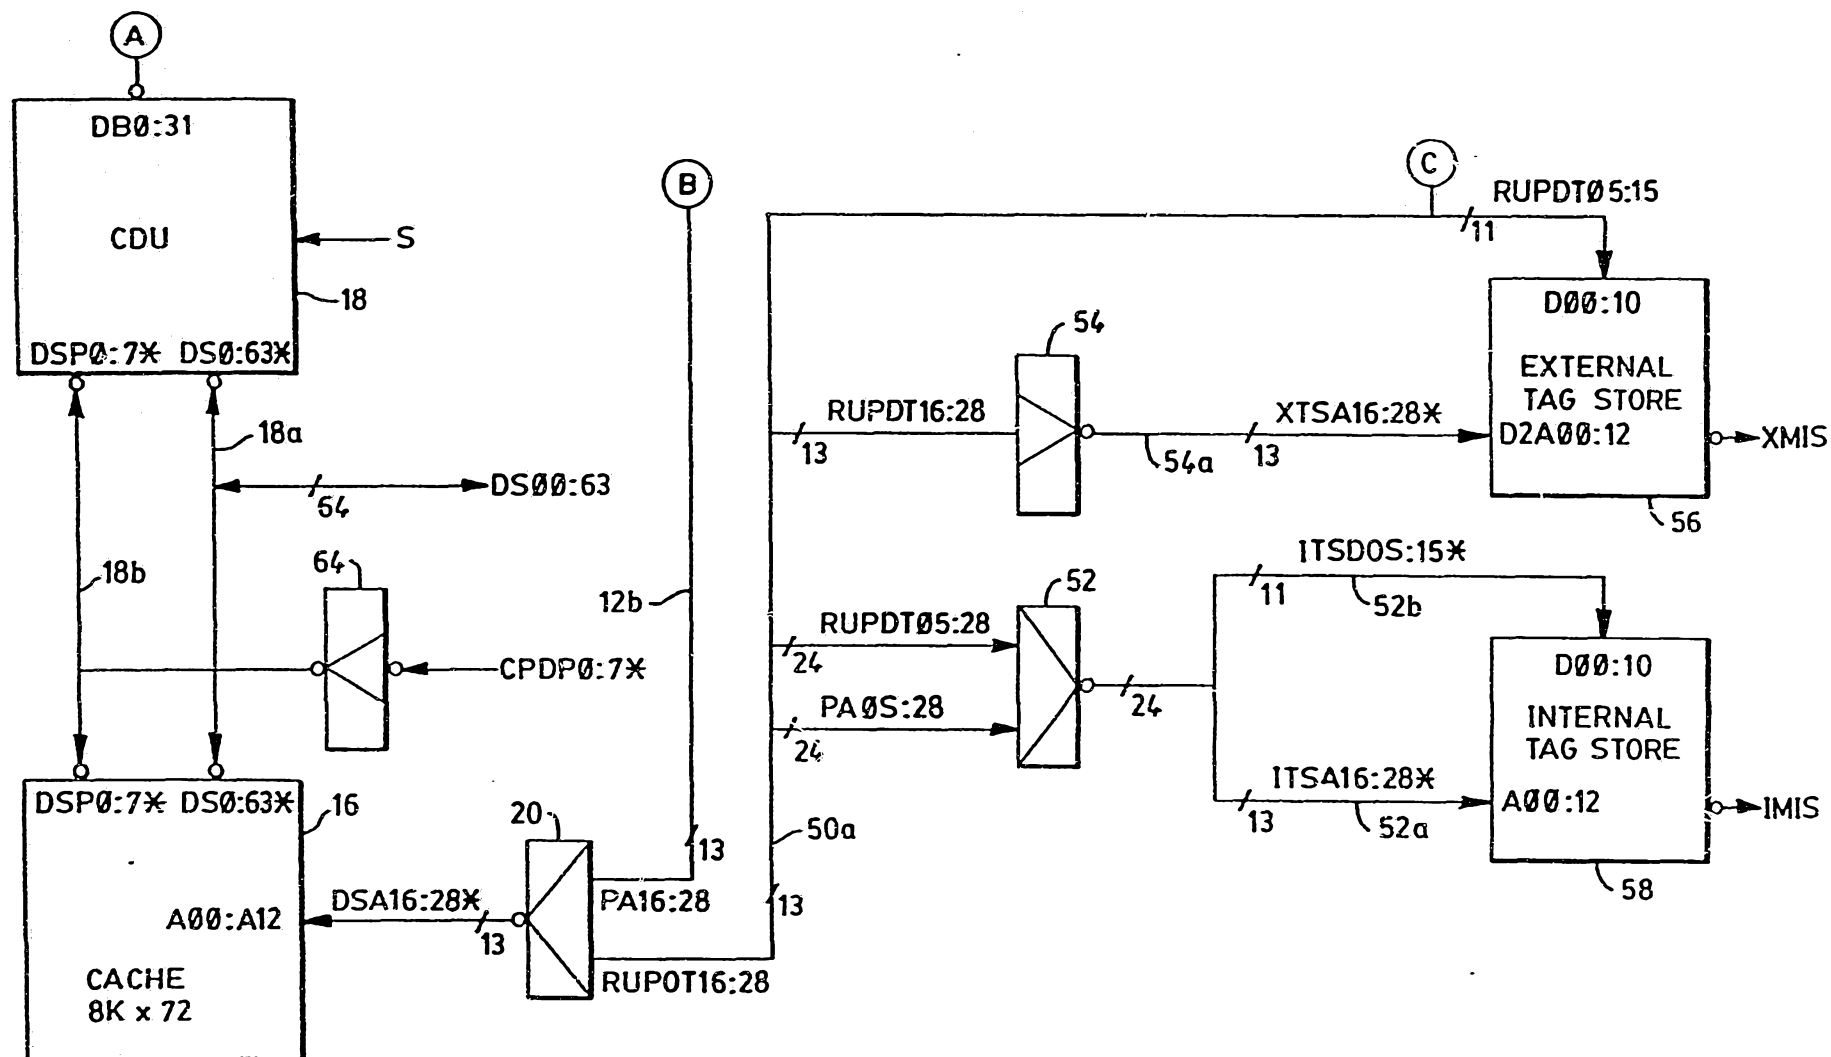 A
DB0:31
CDU
S
18
DSP0:7* DS0:63*
18a
54
DS00:63
18b
64
CPDP0:7*
DSP0:7* DS0:63*
16
A00:A12
CACHE
8K x 72
DSA16:28*
13
20
PA16:28
RUPOT16:28
B
12b
13
50a
13
C
RUPDT05:15
11
D00:10
EXTERNAL
TAG STORE
D2A00:12
XMIS
56
RUPDT16:28
13
54
54a
XTSA16:28*
13
RUPDT05:28
24
PA0S:28
24
52
24
ITSDOS:15*
11
52b
D00:10
INTERNAL
TAG STORE
A00:12
IMIS
58
ITSA16:28*
13
52a